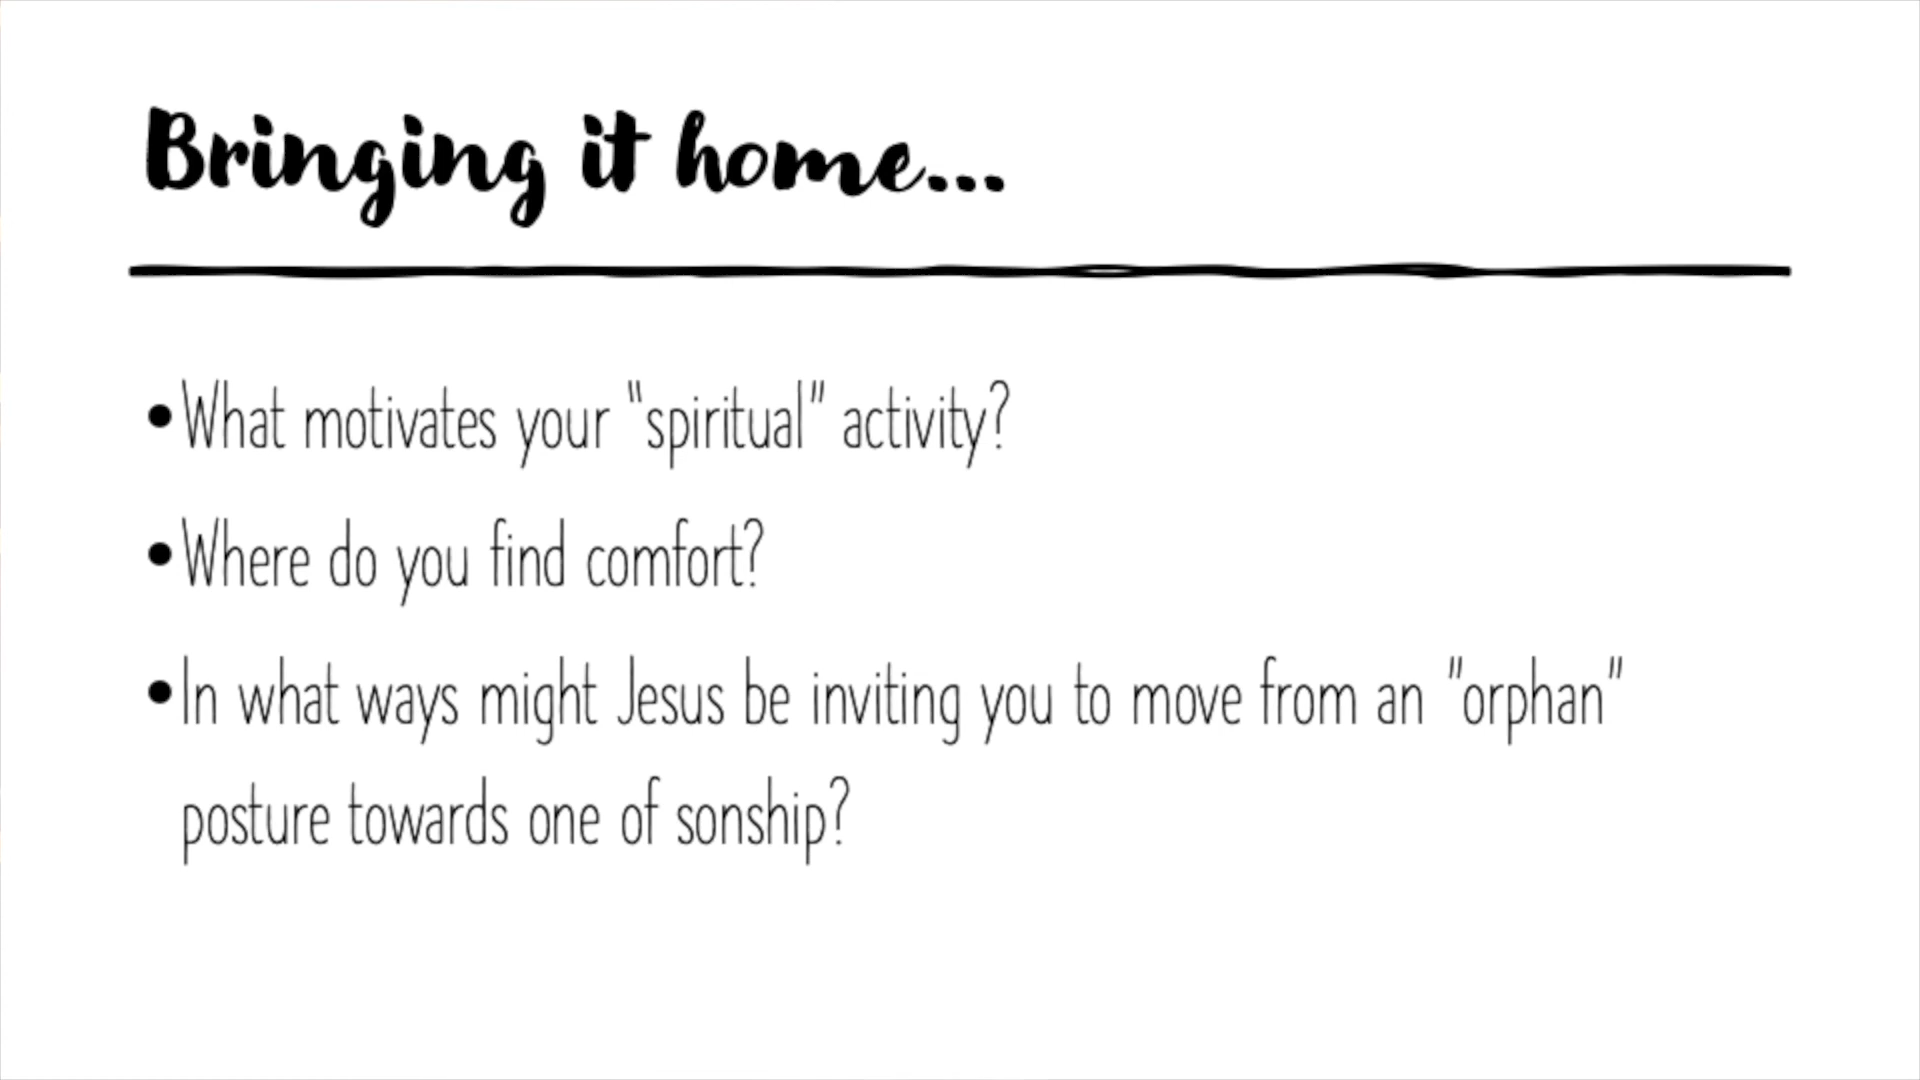 Bringing it home...
•What motivates your "spiritual" activity?
•Where do you find comfort?
•In what ways might Jesus be inviting you to move from an "orphan"
posture towards one of sonship?